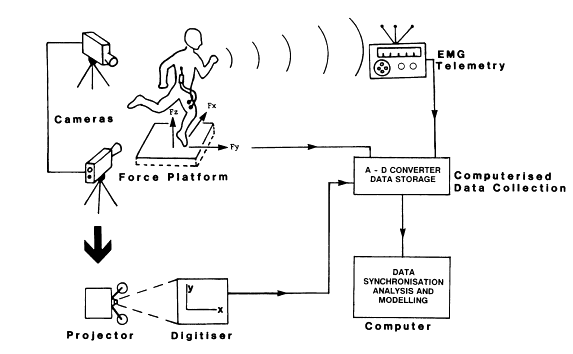 EMG
Telemetry
Cameras
Fz
Fx
Fy
Force Platform
A - D CONVERTER
DATA STORAGE
Computerised
Data Collection
y
x
DATA
SYNCHRONISATION
ANALYSIS AND
MODELLING
Projector
Digitiser
Computer